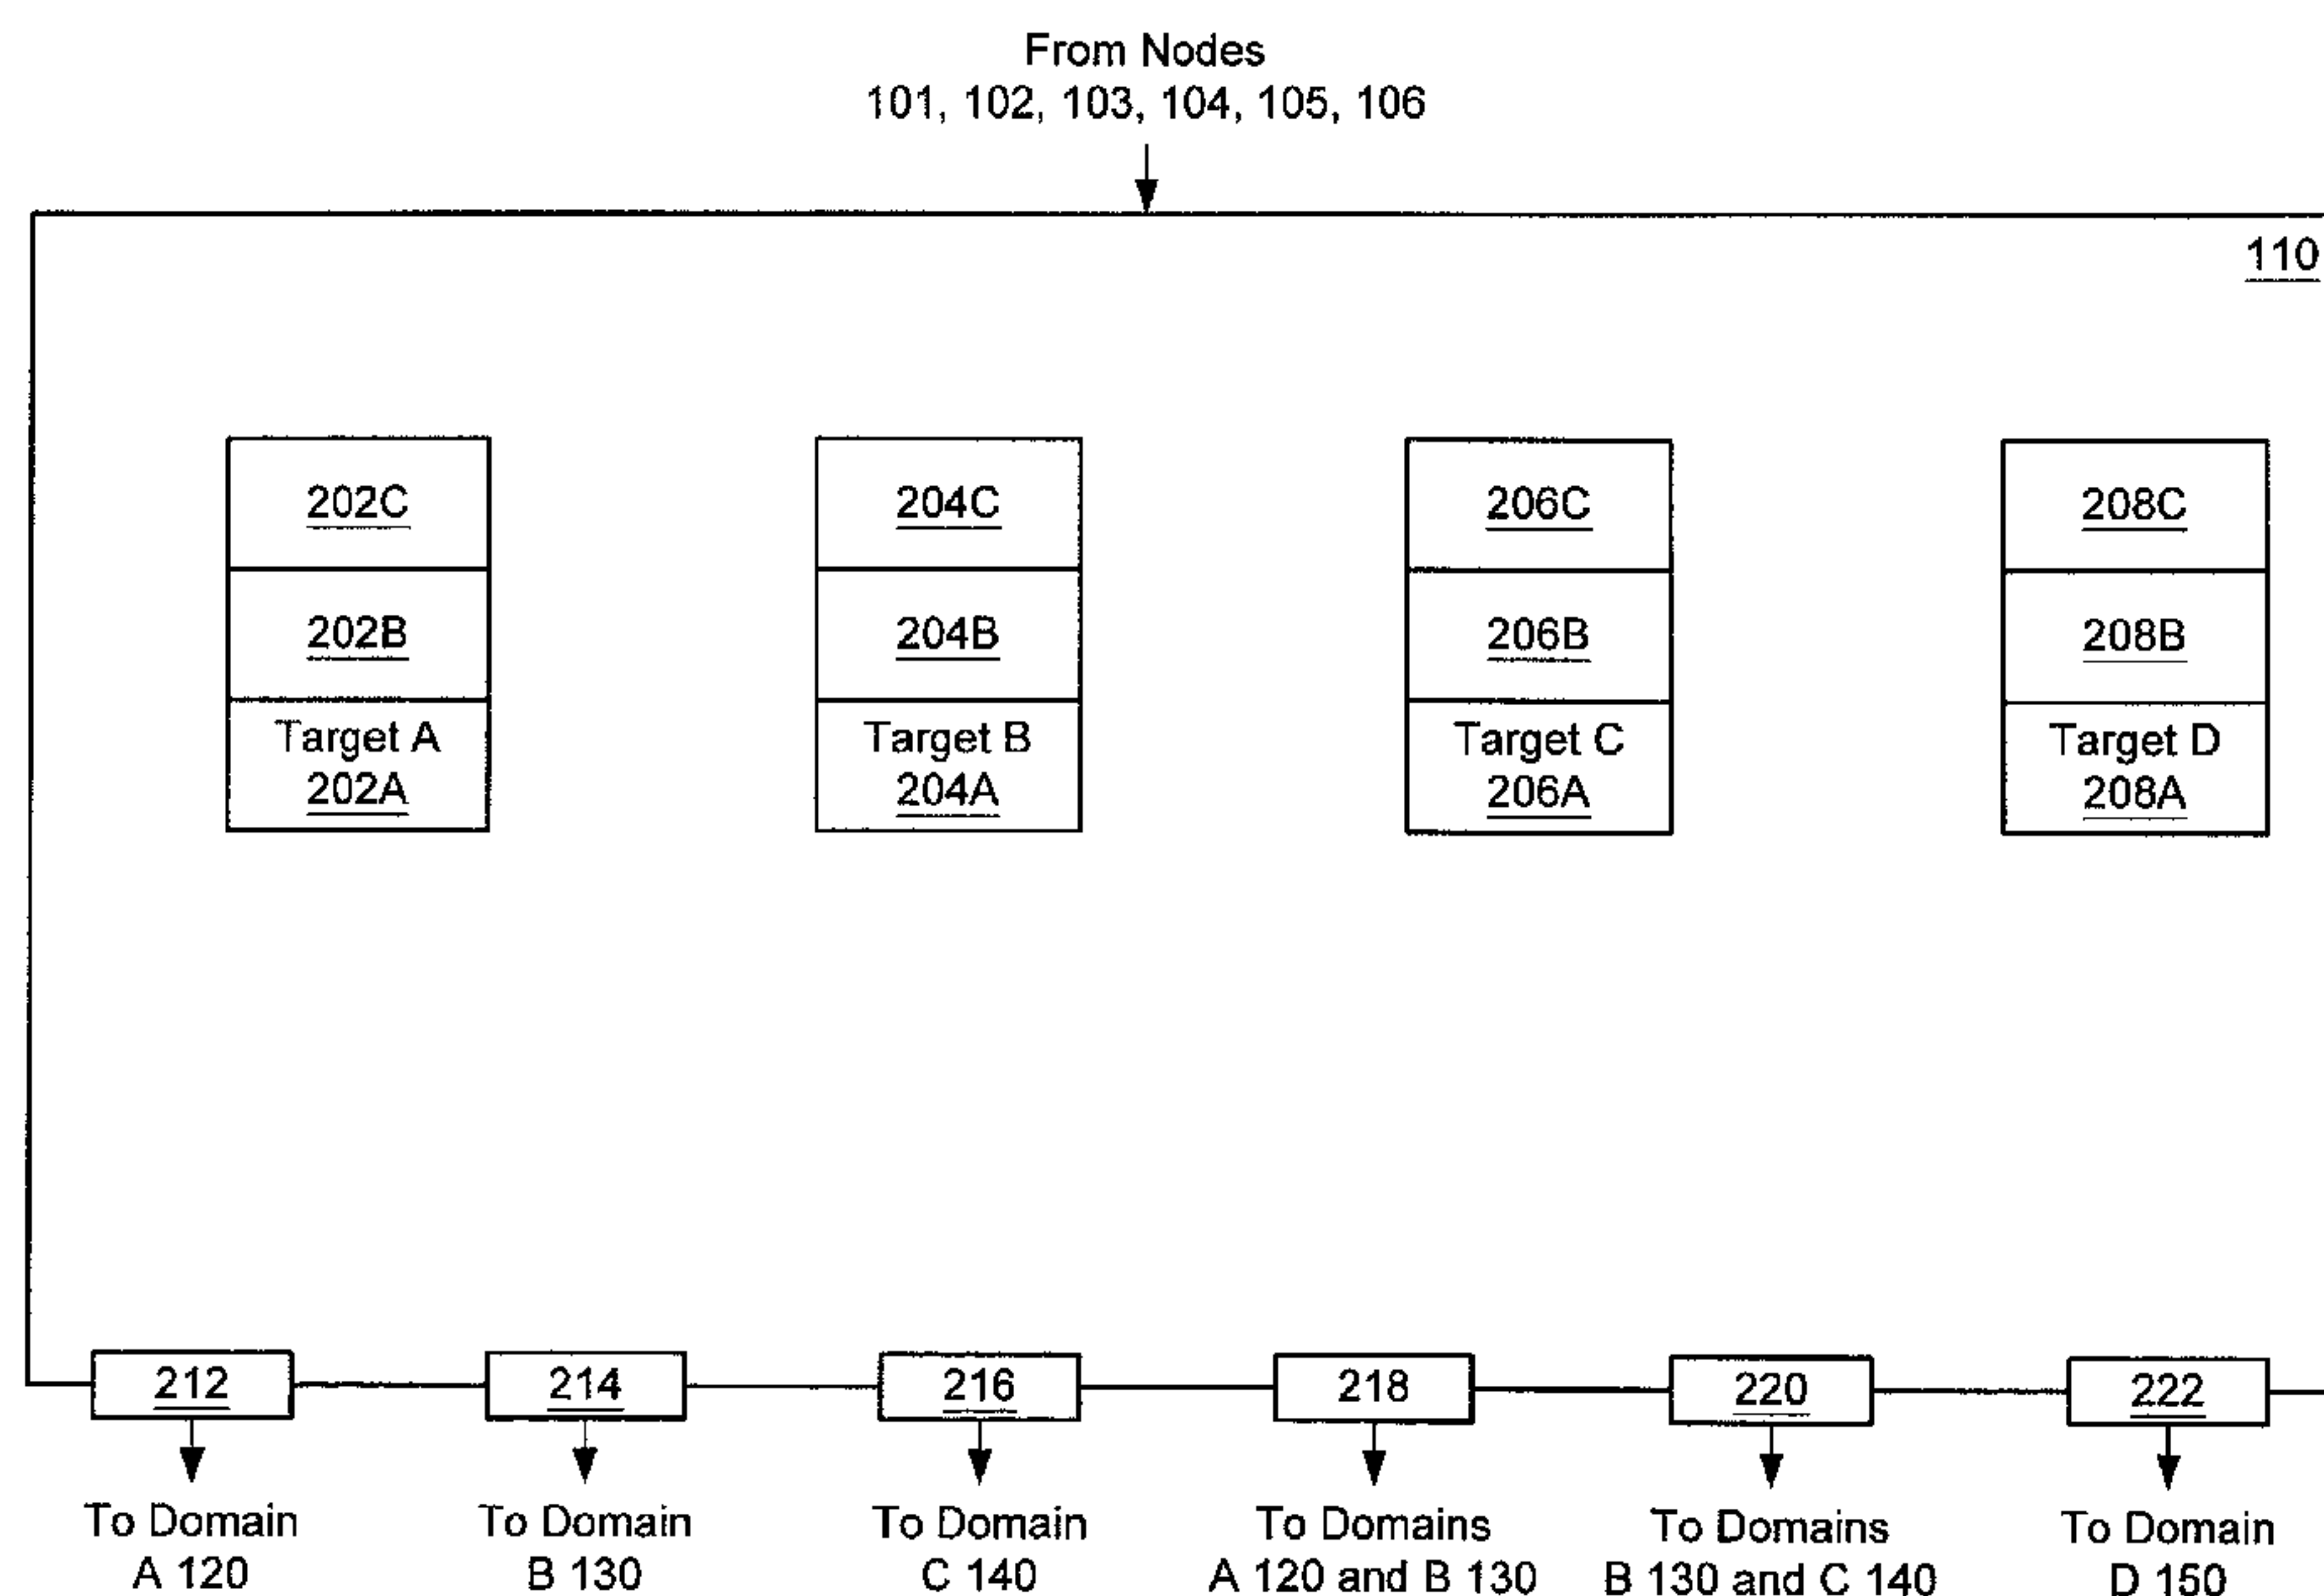 From Nodes
101, 102, 103, 104, 105, 106
110
202C
204C
206C
208C
202B
204B
206B
208B
Target A
202A
Target B
204A
Target C
206A
Target D
208A
212
214
216
218
220
222
To Domain
A 120
To Domain
B 130
To Domain
C 140
To Domains
A 120 and B 130
To Domains
B 130 and C 140
To Domain
D 150